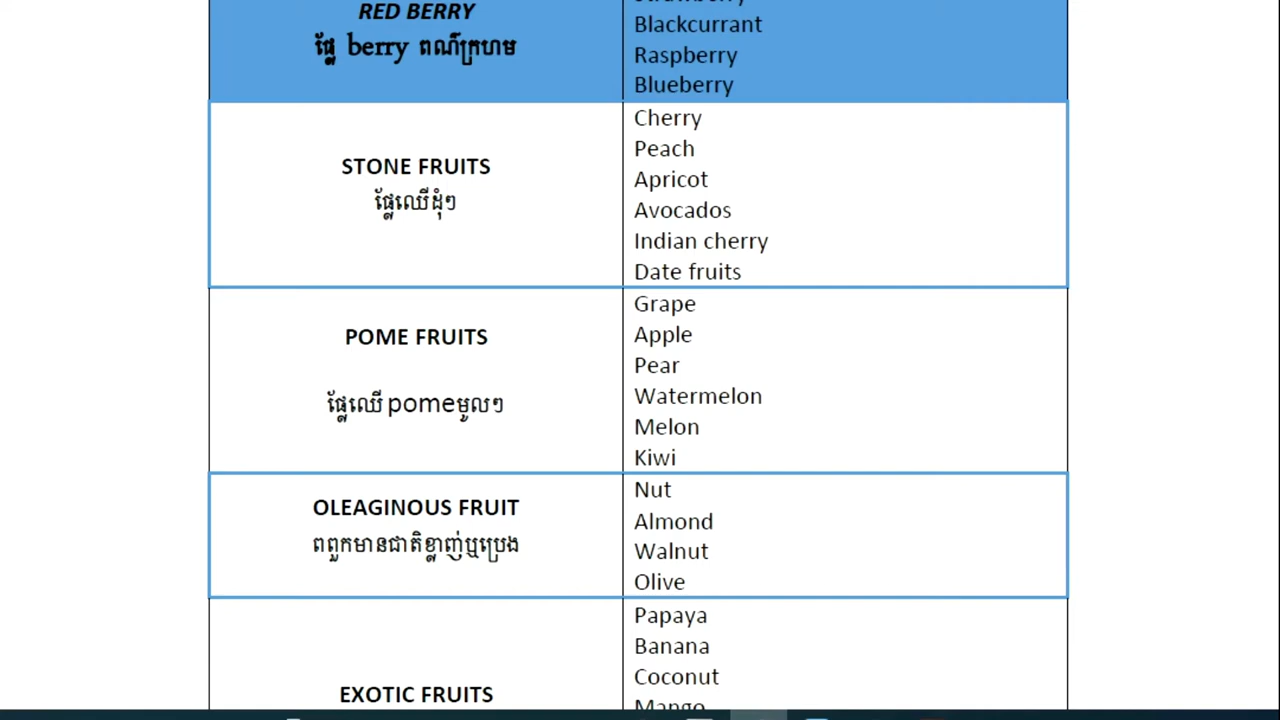 RED BERRY
ផ្លែ berry ពណ៌ក្រហម
Strawberry
Blackcurrant
Raspberry
Blueberry
STONE FRUITS
ផ្លែឈើដុំៗ
Cherry
Peach
Apricot
Avocados
Indian cherry
Date fruits
POME FRUITS
ផ្លែឈើ pomeមូលៗ
Grape
Apple
Pear
Watermelon
Melon
Kiwi
OLEAGINOUS FRUIT
ពពួកមានជាតិខ្លាញ់ឬប្រេង
Nut
Almond
Walnut
Olive
EXOTIC FRUITS
Papaya
Banana
Coconut
Mango